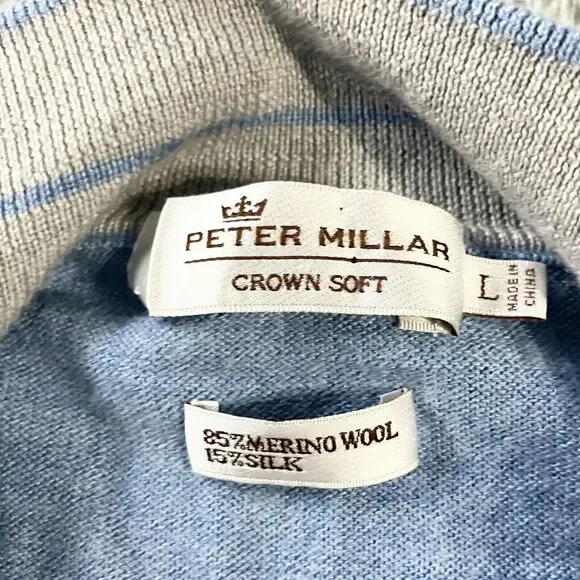 PETER MILLAR
CROWN SOFT
L
MADE IN
CHINA
85% MERINO WOOL
15% SILK